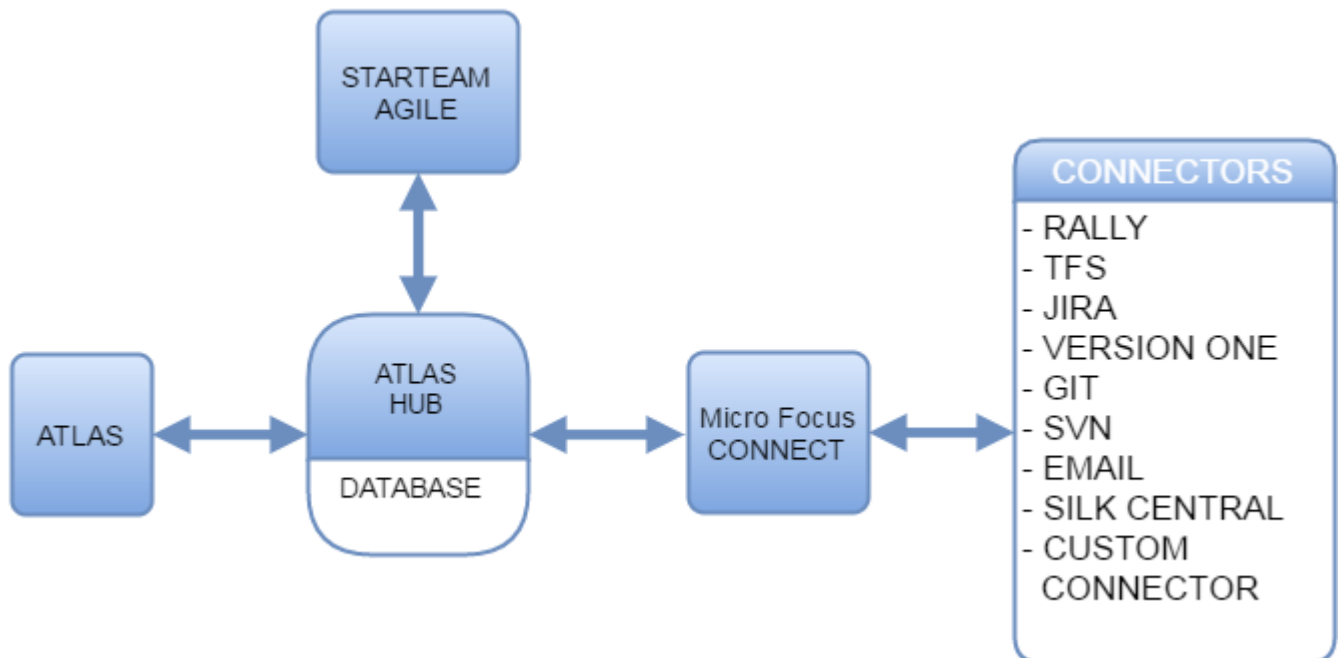 STARTEAM
AGILE
ATLAS
ATLAS
HUB
DATABASE
Micro Focus
CONNECT
CONNECTORS
- RALLY
- TFS
- JIRA
- VERSION ONE
- GIT
- SVN
- EMAIL
- SILK CENTRAL
- CUSTOM
CONNECTOR